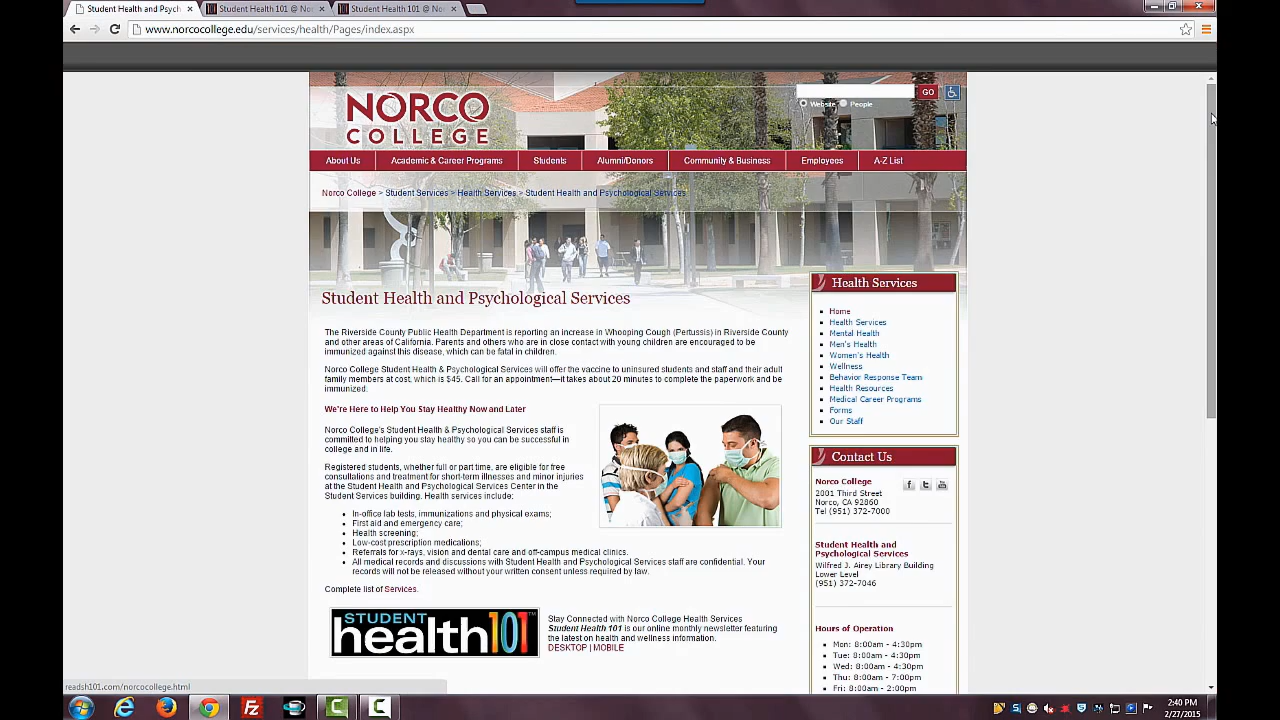 Student Health and Psych
Student Health 101 @ Nor
Student Health 101 @ No
www.norcocollege.edu/services/health/Pages/index.aspx
NORCO
COLLEGE
GO
Website
People
About Us
Academic & Career Programs
Students
Alumni/Donors
Community & Business
Employees
A-Z List
Norco College > Student Services > Health Services > Student Health and Psychological Services
Student Health and Psychological Services
The Riverside County Public Health Department is reporting an increase in Whooping Cough (Pertussis) in Riverside County
and other areas of California. Parents and others who are in close contact with young children are encouraged to be
immunized against this disease, which can be fatal in children.
Norco College Student Health & Psychological Services will offer the vaccine to uninsured students and staff and their adult
family members at cost, which is $45. Call for an appointment—it takes about 20 minutes to complete the paperwork and be
immunized.
We're Here to Help You Stay Healthy Now and Later
Norco College's Student Health & Psychological Services staff is
committed to helping you stay healthy so you can be successful in
college and in life.
Registered students, whether full or part time, are eligible for free
consultations and treatment for short-term illnesses and minor injuries
at the Student Health and Psychological Services Center in the
Student Services building. Health services include:
In-office lab tests, immunizations and physical exams;
First aid and emergency care;
Health screening;
Low-cost prescription medications;
Referrals for x-rays, vision and dental care and off-campus medical clinics.
All medical records and discussions with Student Health and Psychological Services staff are confidential. Your
records will not be released without your written consent unless required by law.
Complete list of Services.
STUDENT
health101™
Stay Connected with Norco College Health Services
Student Health 101 is our online monthly newsletter featuring
the latest on health and wellness information.
DESKTOP | MOBILE
Health Services
Home
Health Services
Mental Health
Men's Health
Women's Health
Wellness
Behavior Response Team
Health Resources
Medical Career Programs
Forms
Our Staff
Contact Us
Norco College
2001 Third Street
Norco, CA 92860
Tel (951) 372-7000
Student Health and
Psychological Services
Wilfred J. Airey Library Building
Lower Level
(951) 372-7046
Hours of Operation
Mon: 8:00am - 4:30pm
Tue: 8:00am - 4:30pm
Wed: 8:00am - 4:30pm
Thu: 8:00am - 7:00pm
Fri: 8:00am - 2:00pm
readsh101.com/norcocollege.html
2:40 PM
2/27/2015